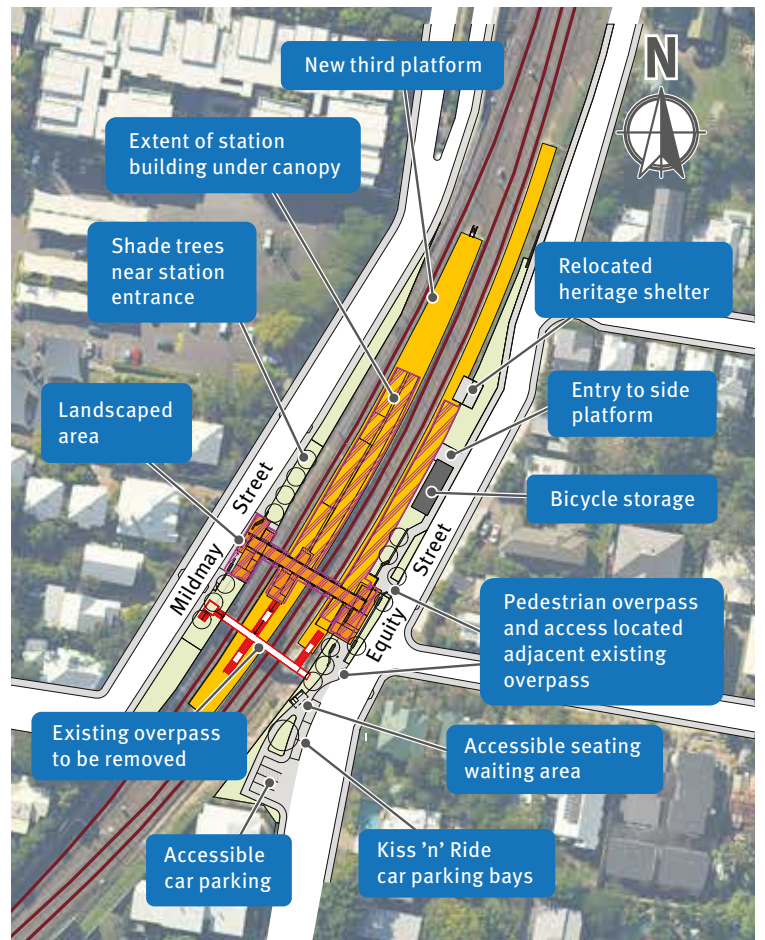 New third platform
N
Extent of station
building under canopy
Shade trees
near station
entrance
Relocated
heritage shelter
Landscaped
area
Entry to side
platform
Bicycle storage
Mildmay Street
Equity Street
Pedestrian overpass
and access located
adjacent existing
overpass
Existing overpass
to be removed
Accessible seating
waiting area
Accessible
car parking
Kiss ’n’ Ride
car parking bays